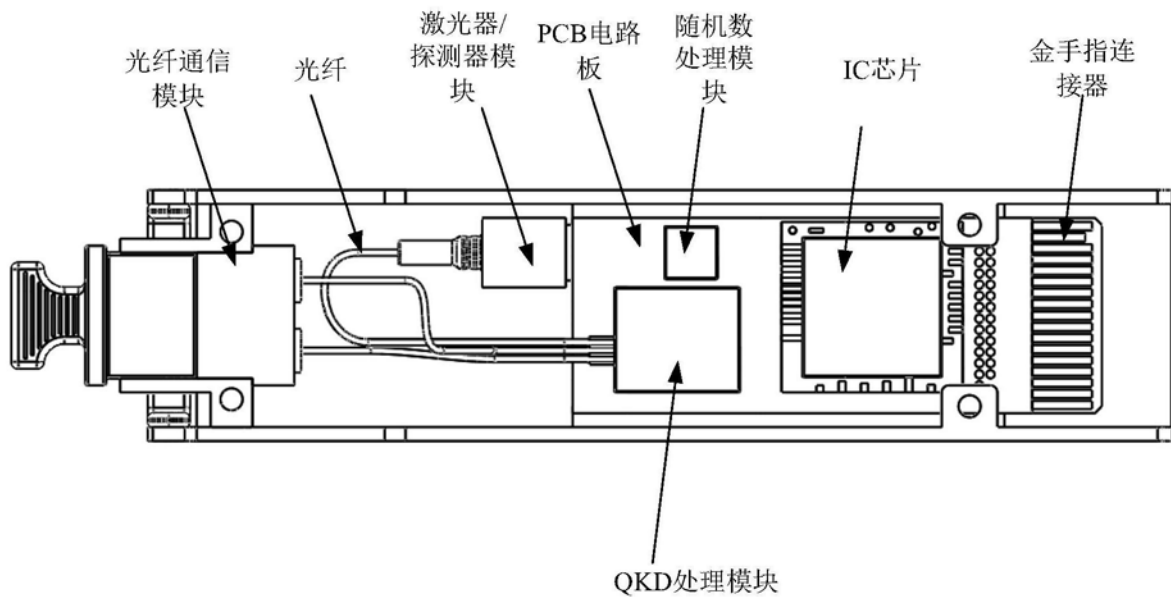 光纤通信
模块
光纤
激光器/
探测器模
块
PCB电路
板
随机数
处理模
块
IC芯片
金手指连
接器
QKD处理模块